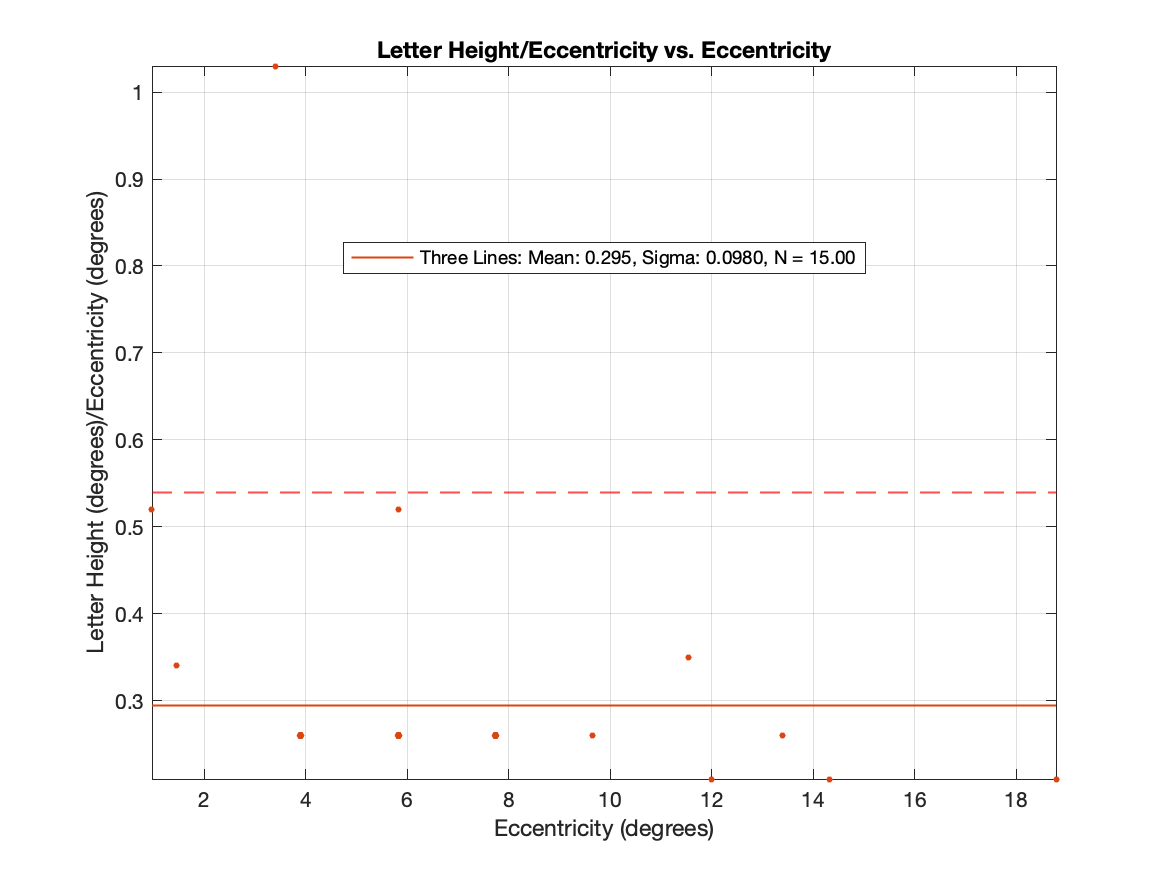 Letter Height/Eccentricity vs. Eccentricity
1
0.9
0.8
0.7
0.6
0.5
0.4
0.3
Letter Height (degrees)/Eccentricity (degrees)
Three Lines: Mean: 0.295, Sigma: 0.0980, N = 15.00
2 4 6 8 10 12 14 16 18
Eccentricity (degrees)